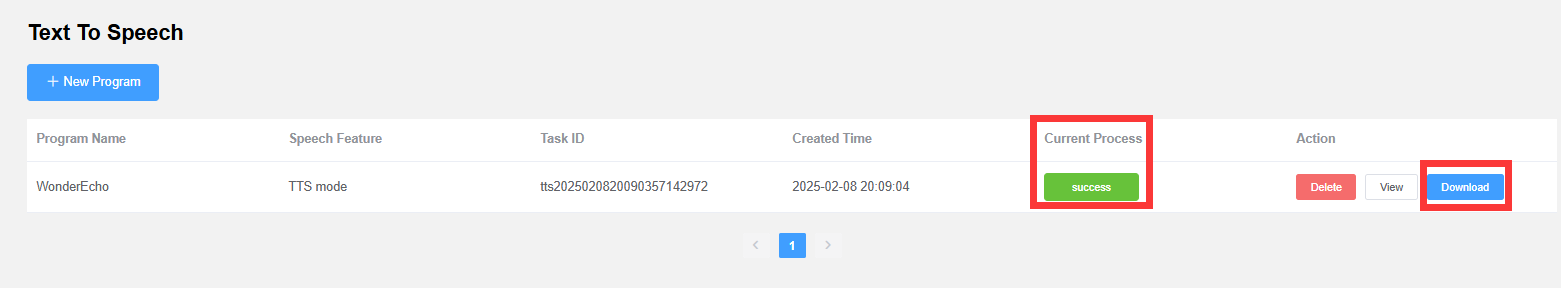 Text To Speech
+ New Program
Program Name Speech Feature Task ID Created Time Current Process Action
WonderEcho TTS mode tts2025020820090357142972 2025-02-08 20:09:04 success Delete View Download
< 1 >